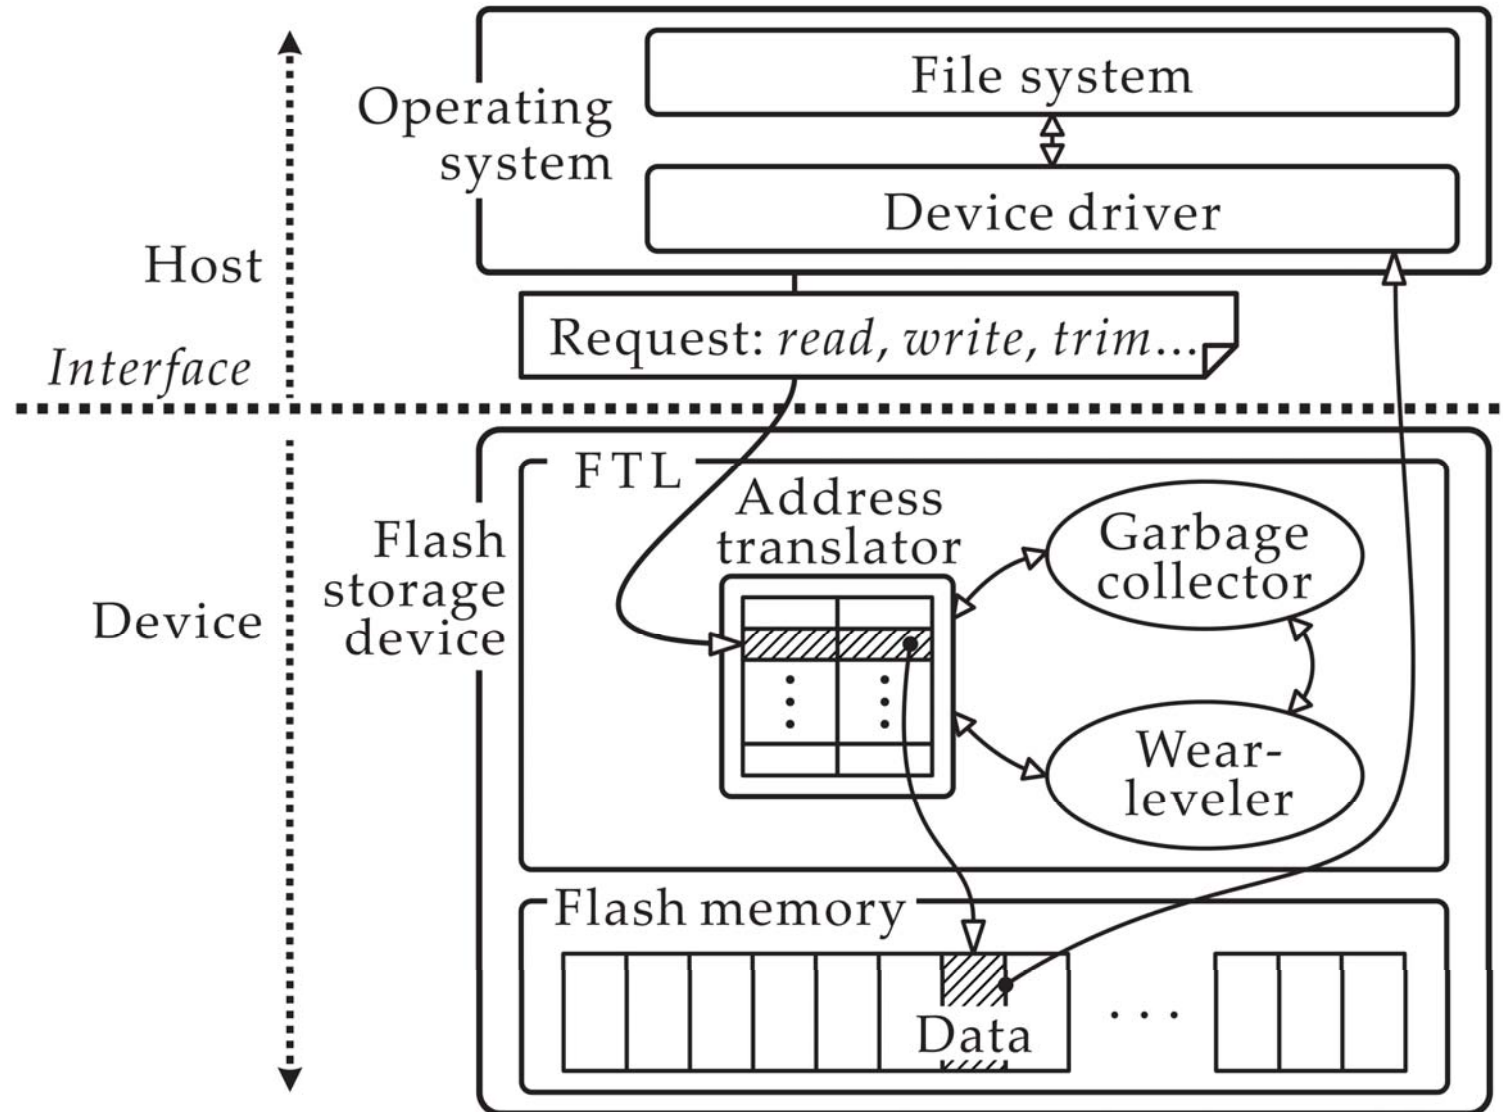 File system
Operating
system
Device driver
Host
Request: read, write, trim...
Interface
FTL
Address
translator
Garbage
collector
Flash
storage
device
Device
Wear-
leveler
Flash memory
Data
. . .